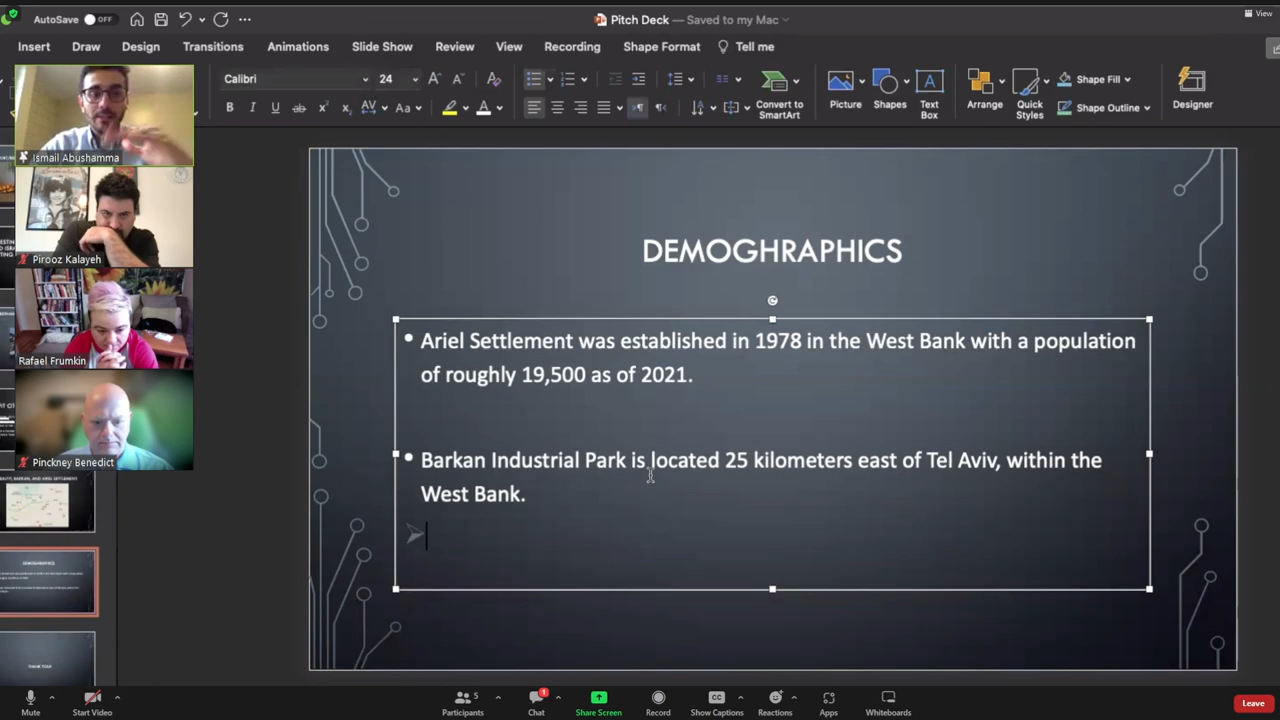 View
AutoSave OFF
Pitch Deck — Saved to my Mac
Insert Draw Design Transitions Animations Slide Show Review View Recording Shape Format Tell me
Calibri 24
Convert to SmartArt
Picture
Shapes
Text Box
Arrange
Quick Styles
Shape Fill
Shape Outline
Designer
Ismail Abushamma
Pirooz Kalayeh
Rafael Frumkin
Pinckney Benedict
DEMOGHRAPHICS
• Ariel Settlement was established in 1978 in the West Bank with a population
of roughly 19,500 as of 2021.
• Barkan Industrial Park is located 25 kilometers east of Tel Aviv, within the
West Bank.
DEMOGHRAPHICS
THANK YOU!
Mute
Start Video
Participants 5
Chat 1
Share Screen
Record
Show Captions
Reactions
Apps
Whiteboards
Leave